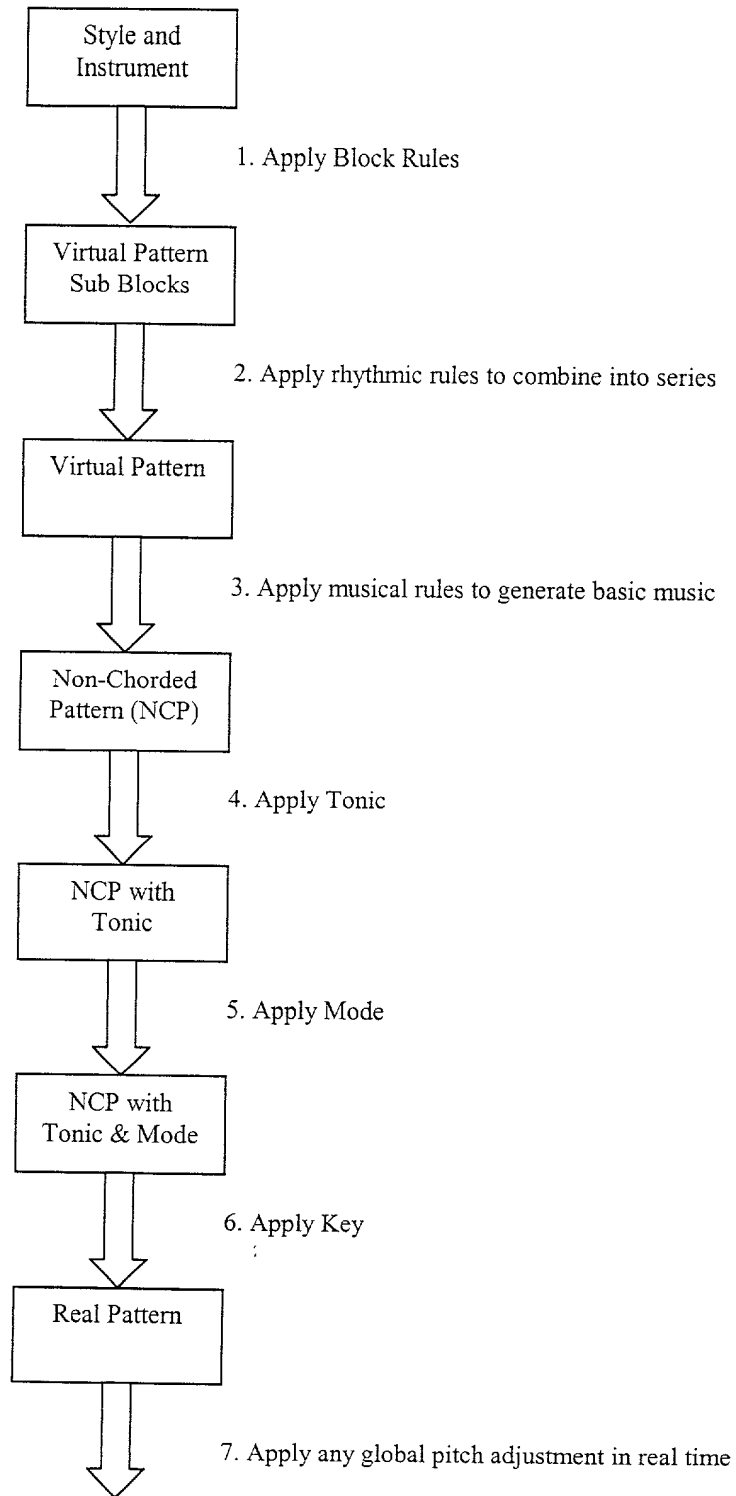 Style and
Instrument
1. Apply Block Rules
Virtual Pattern
Sub Blocks
2. Apply rhythmic rules to combine into series
Virtual Pattern
3. Apply musical rules to generate basic music
Non-Chorded
Pattern (NCP)
4. Apply Tonic
NCP with
Tonic
5. Apply Mode
NCP with
Tonic & Mode
6. Apply Key
Real Pattern
7. Apply any global pitch adjustment in real time